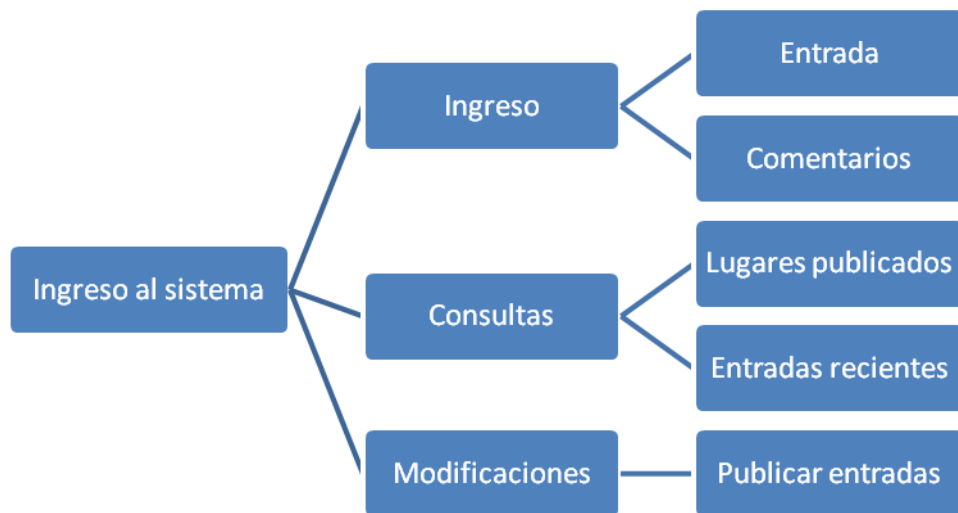 Ingreso al sistema
Ingreso
Entrada
Comentarios
Consultas
Lugares publicados
Entradas recientes
Modificaciones
Publicar entradas